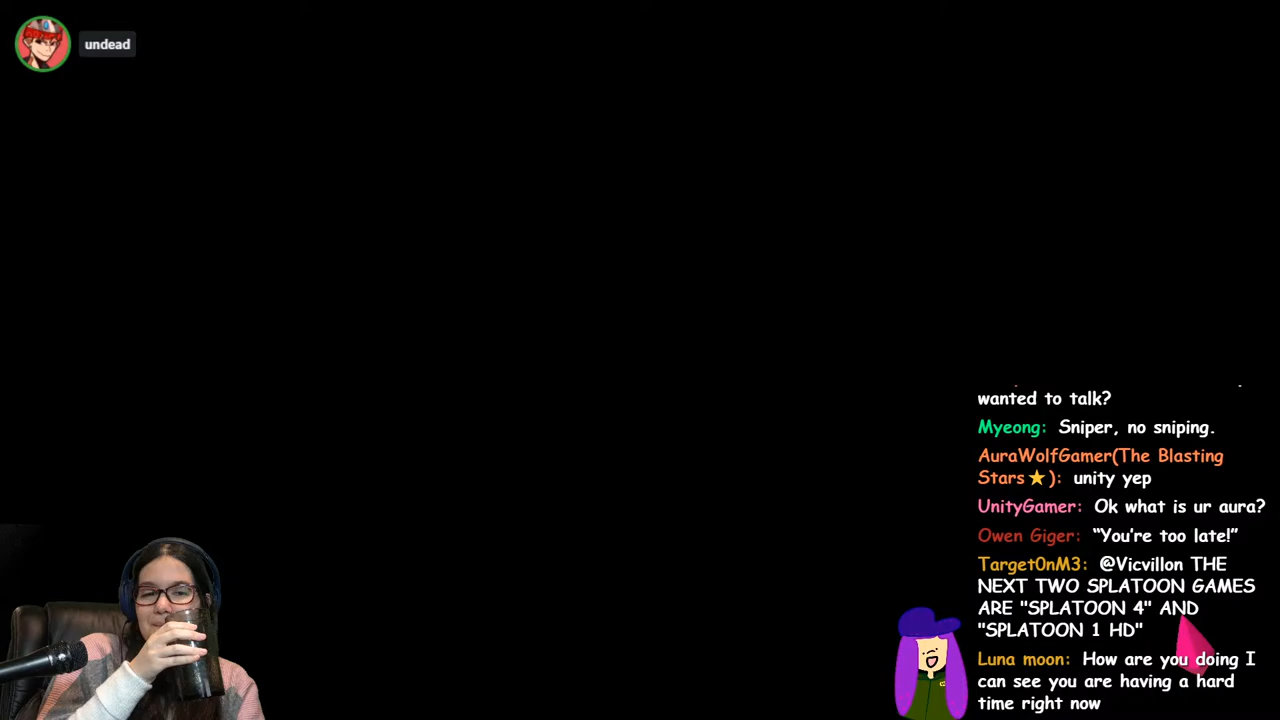 undead
wanted to talk?
Myeong: Sniper, no sniping.
AuraWolfGamer(The Blasting
Stars⭐): unity yep
UnityGamer: Ok what is ur aura?
Owen Giger: “You're too late!”
Target0nM3: @Vicvillon THE
NEXT TWO SPLATOON GAMES
ARE "SPLATOON 4" AND
"SPLATOON 1 HD"
Luna moon: How are you doing I
can see you are having a hard
time right now